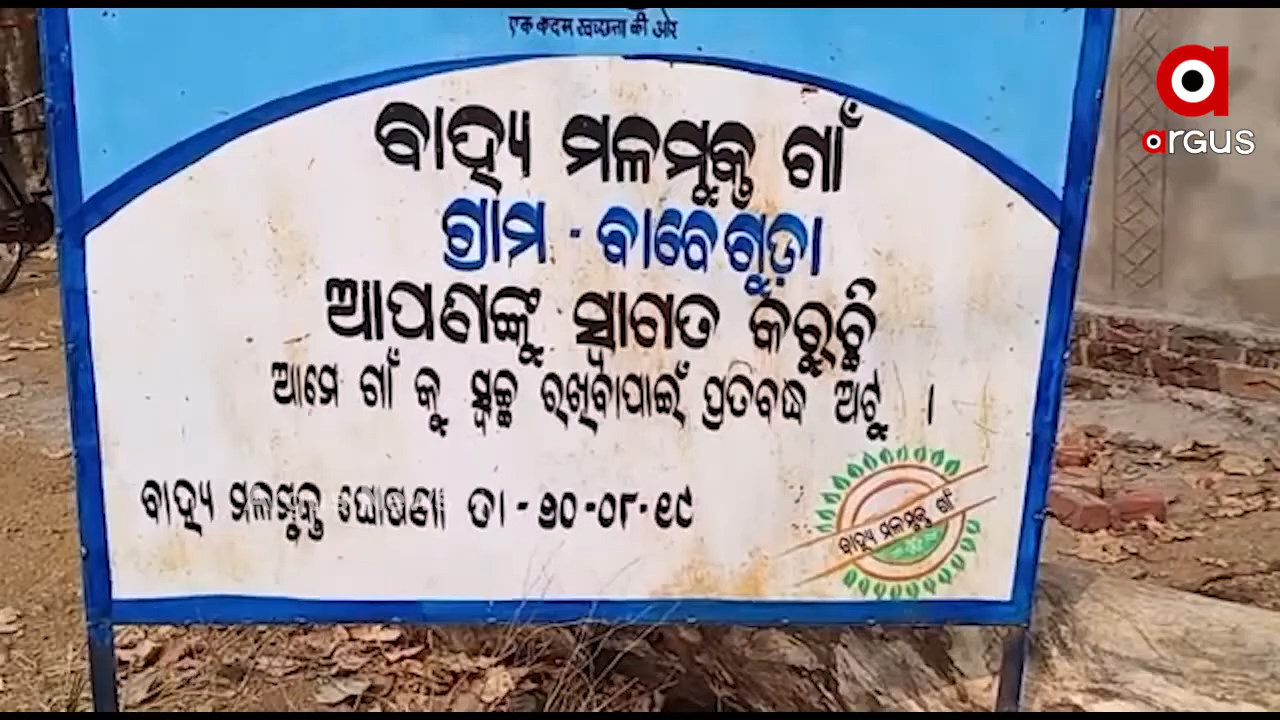 एक कदम स्वच्छता की ओर
ବାହ୍ୟ ମଳମୁକ୍ତ ଗାଁ
ଗ୍ରାମ - ବାବେଗୁଡ଼ା
ଆପଣଙ୍କୁ ସ୍ୱାଗତ କରୁଚ୍ଛି
ଆମେ ଗାଁ କୁ ସ୍ୱଚ୍ଛ ରଖିବାପାଇଁ ପ୍ରତିବଦ୍ଧ ଅଟୁ ।
ବାହ୍ୟ ମଳମୁକ୍ତ ଘୋଷଣା ତା - ୬୦-୦୮-୧୯
ବାହ୍ୟ ମଳମୁକ୍ତ ଗାଁ
argus